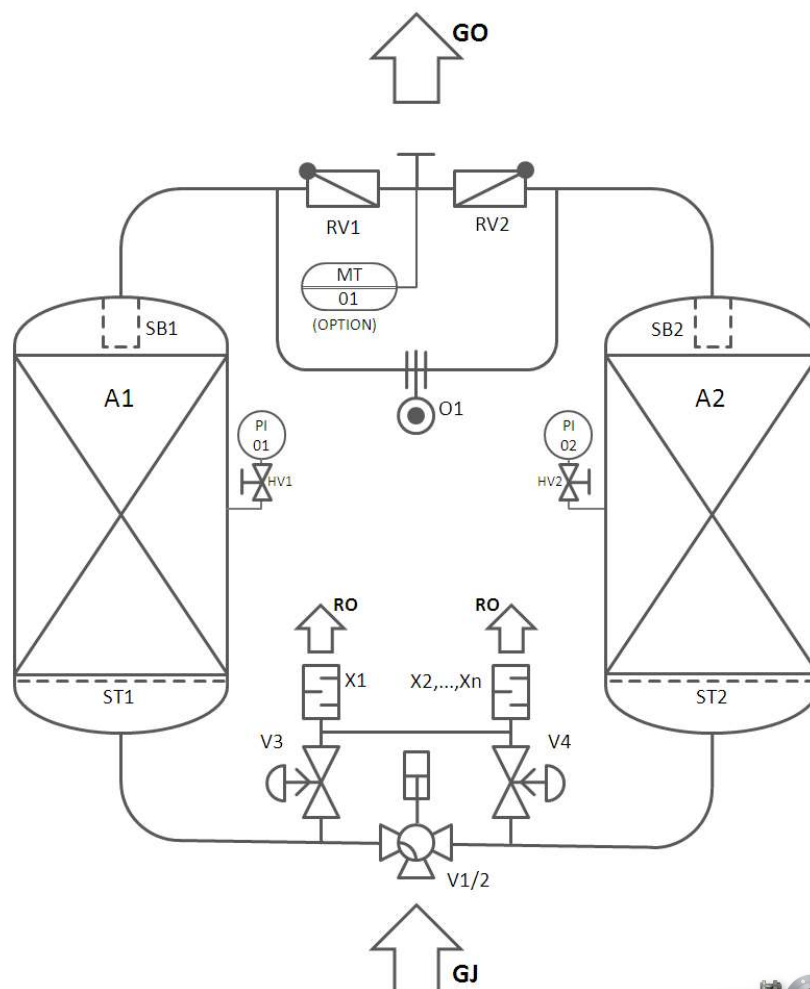 GO
RV1
RV2
MT
01
(OPTION)
SB1
SB2
A1
A2
O1
PI
01
PI
02
HV1
HV2
RO
RO
X1
X2,...,Xn
ST1
ST2
V3
V4
V1/2
GJ